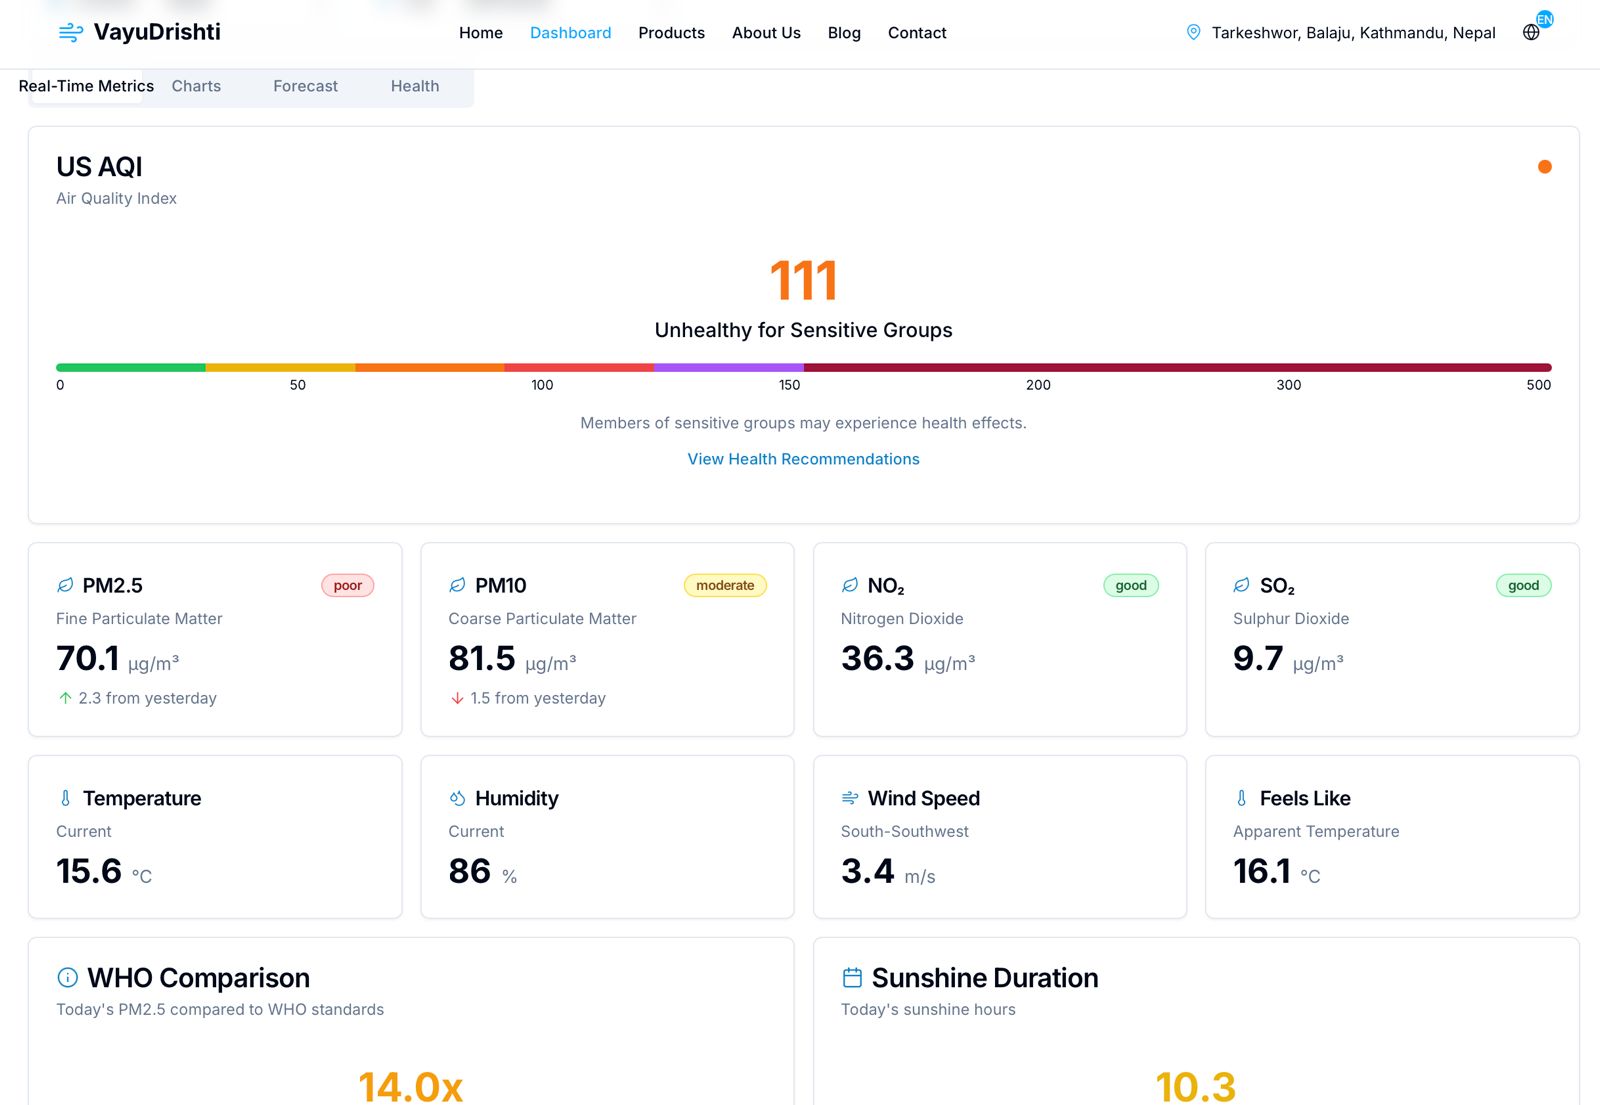 VayuDrishti
Home Dashboard Products About Us Blog Contact
Tarkeshwor, Balaju, Kathmandu, Nepal
EN
Real-Time Metrics Charts Forecast Health
US AQI
Air Quality Index
111
Unhealthy for Sensitive Groups
0 50 100 150 200 300 500
Members of sensitive groups may experience health effects.
View Health Recommendations
PM2.5 poor
Fine Particulate Matter
70.1 µg/m³
↑ 2.3 from yesterday
PM10 moderate
Coarse Particulate Matter
81.5 µg/m³
↓ 1.5 from yesterday
NO₂ good
Nitrogen Dioxide
36.3 µg/m³
SO₂ good
Sulphur Dioxide
9.7 µg/m³
Temperature
Current
15.6 °C
Humidity
Current
86 %
Wind Speed
South-Southwest
3.4 m/s
Feels Like
Apparent Temperature
16.1 °C
WHO Comparison
Today's PM2.5 compared to WHO standards
14.0x
Sunshine Duration
Today's sunshine hours
10.3